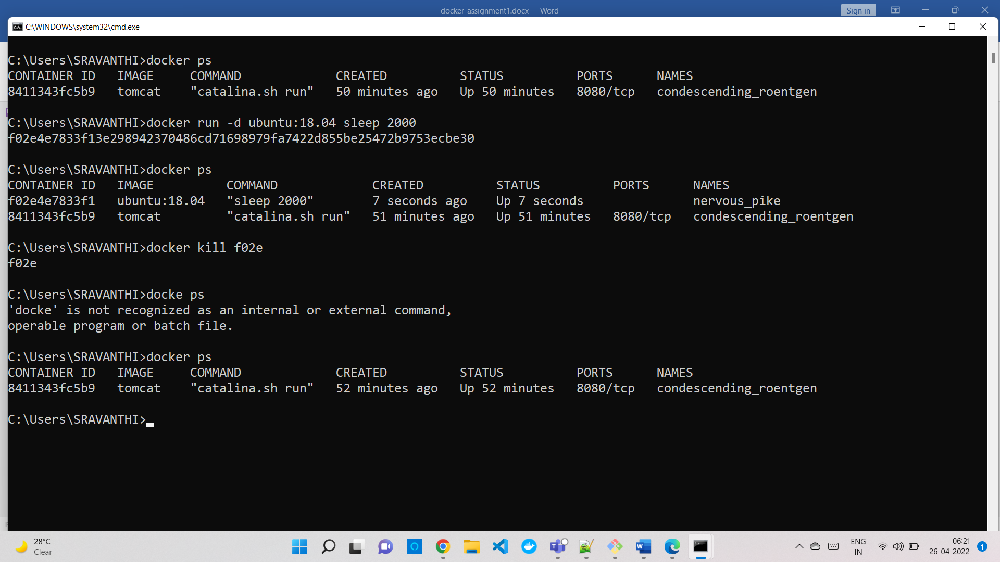 docker-assignment1.docx - Word
Sign in
C:\WINDOWS\system32\cmd.exe
C:\Users\SRAVANTHI>docker ps
CONTAINER ID   IMAGE     COMMAND             CREATED          STATUS          PORTS      NAMES
8411343fc5b9   tomcat    "catalina.sh run"   50 minutes ago   Up 50 minutes   8080/tcp   condescending_roentgen
C:\Users\SRAVANTHI>docker run -d ubuntu:18.04 sleep 2000
f02e4e7833f13e298942370486cd71698979fa7422d855be25472b9753ecbe30
C:\Users\SRAVANTHI>docker ps
CONTAINER ID   IMAGE          COMMAND             CREATED          STATUS          PORTS      NAMES
f02e4e7833f1   ubuntu:18.04   "sleep 2000"        7 seconds ago    Up 7 seconds               nervous_pike
8411343fc5b9   tomcat         "catalina.sh run"   51 minutes ago   Up 51 minutes   8080/tcp   condescending_roentgen
C:\Users\SRAVANTHI>docker kill f02e
f02e
C:\Users\SRAVANTHI>docke ps
'docke' is not recognized as an internal or external command,
operable program or batch file.
C:\Users\SRAVANTHI>docker ps
CONTAINER ID   IMAGE     COMMAND             CREATED          STATUS          PORTS      NAMES
8411343fc5b9   tomcat    "catalina.sh run"   52 minutes ago   Up 52 minutes   8080/tcp   condescending_roentgen
C:\Users\SRAVANTHI>
28°C
Clear
ENG
IN
06:21
26-04-2022
1